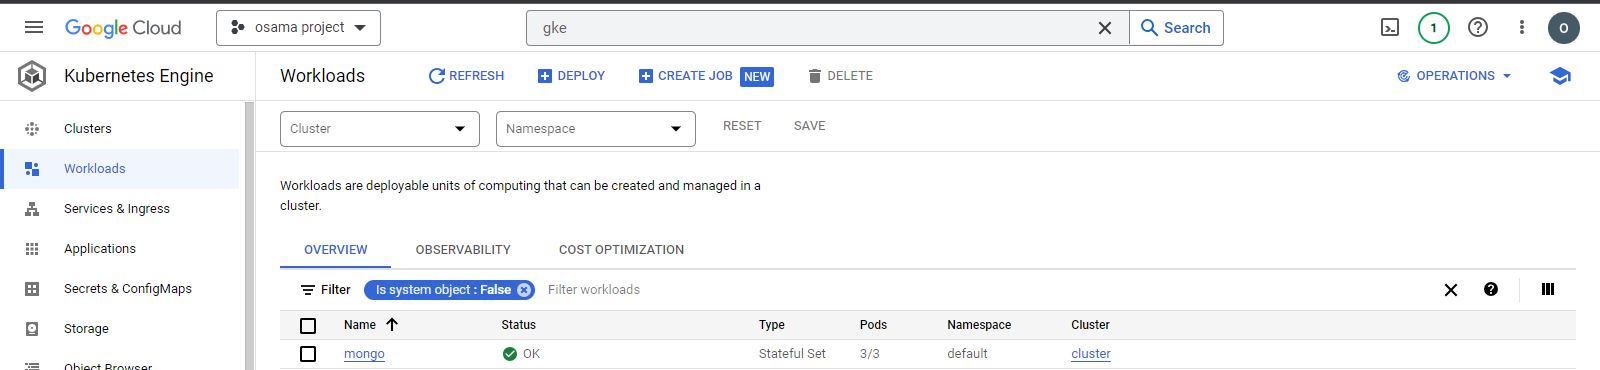 Google Cloud osama project gke Search 1 O
Kubernetes Engine Workloads REFRESH DEPLOY CREATE JOB NEW DELETE OPERATIONS
Clusters
Workloads
Services & Ingress
Applications
Secrets & ConfigMaps
Storage
Object Browser
Cluster Namespace RESET SAVE
Workloads are deployable units of computing that can be created and managed in a
cluster.
OVERVIEW OBSERVABILITY COST OPTIMIZATION
Filter Is system object : False Filter workloads
Name Status Type Pods Namespace Cluster
mongo OK Stateful Set 3/3 default cluster